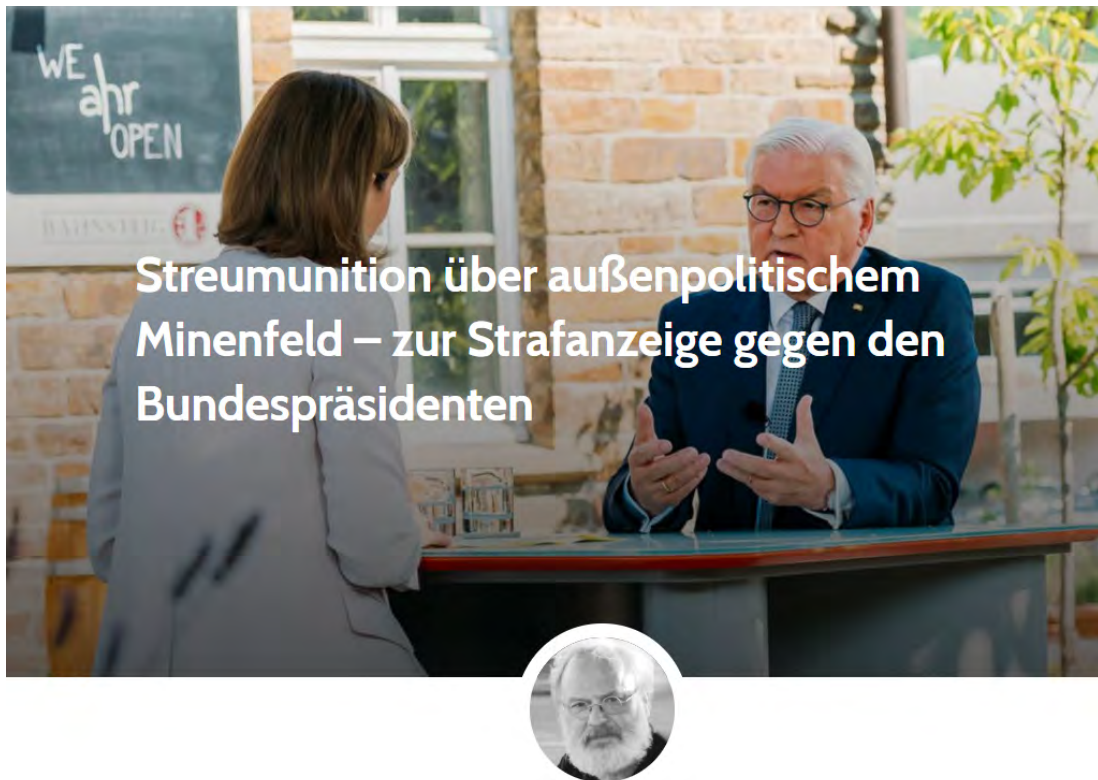 WE
ahr
OPEN
Streumunition über außenpolitischem
Minenfeld – zur Strafanzeige gegen den
Bundespräsidenten